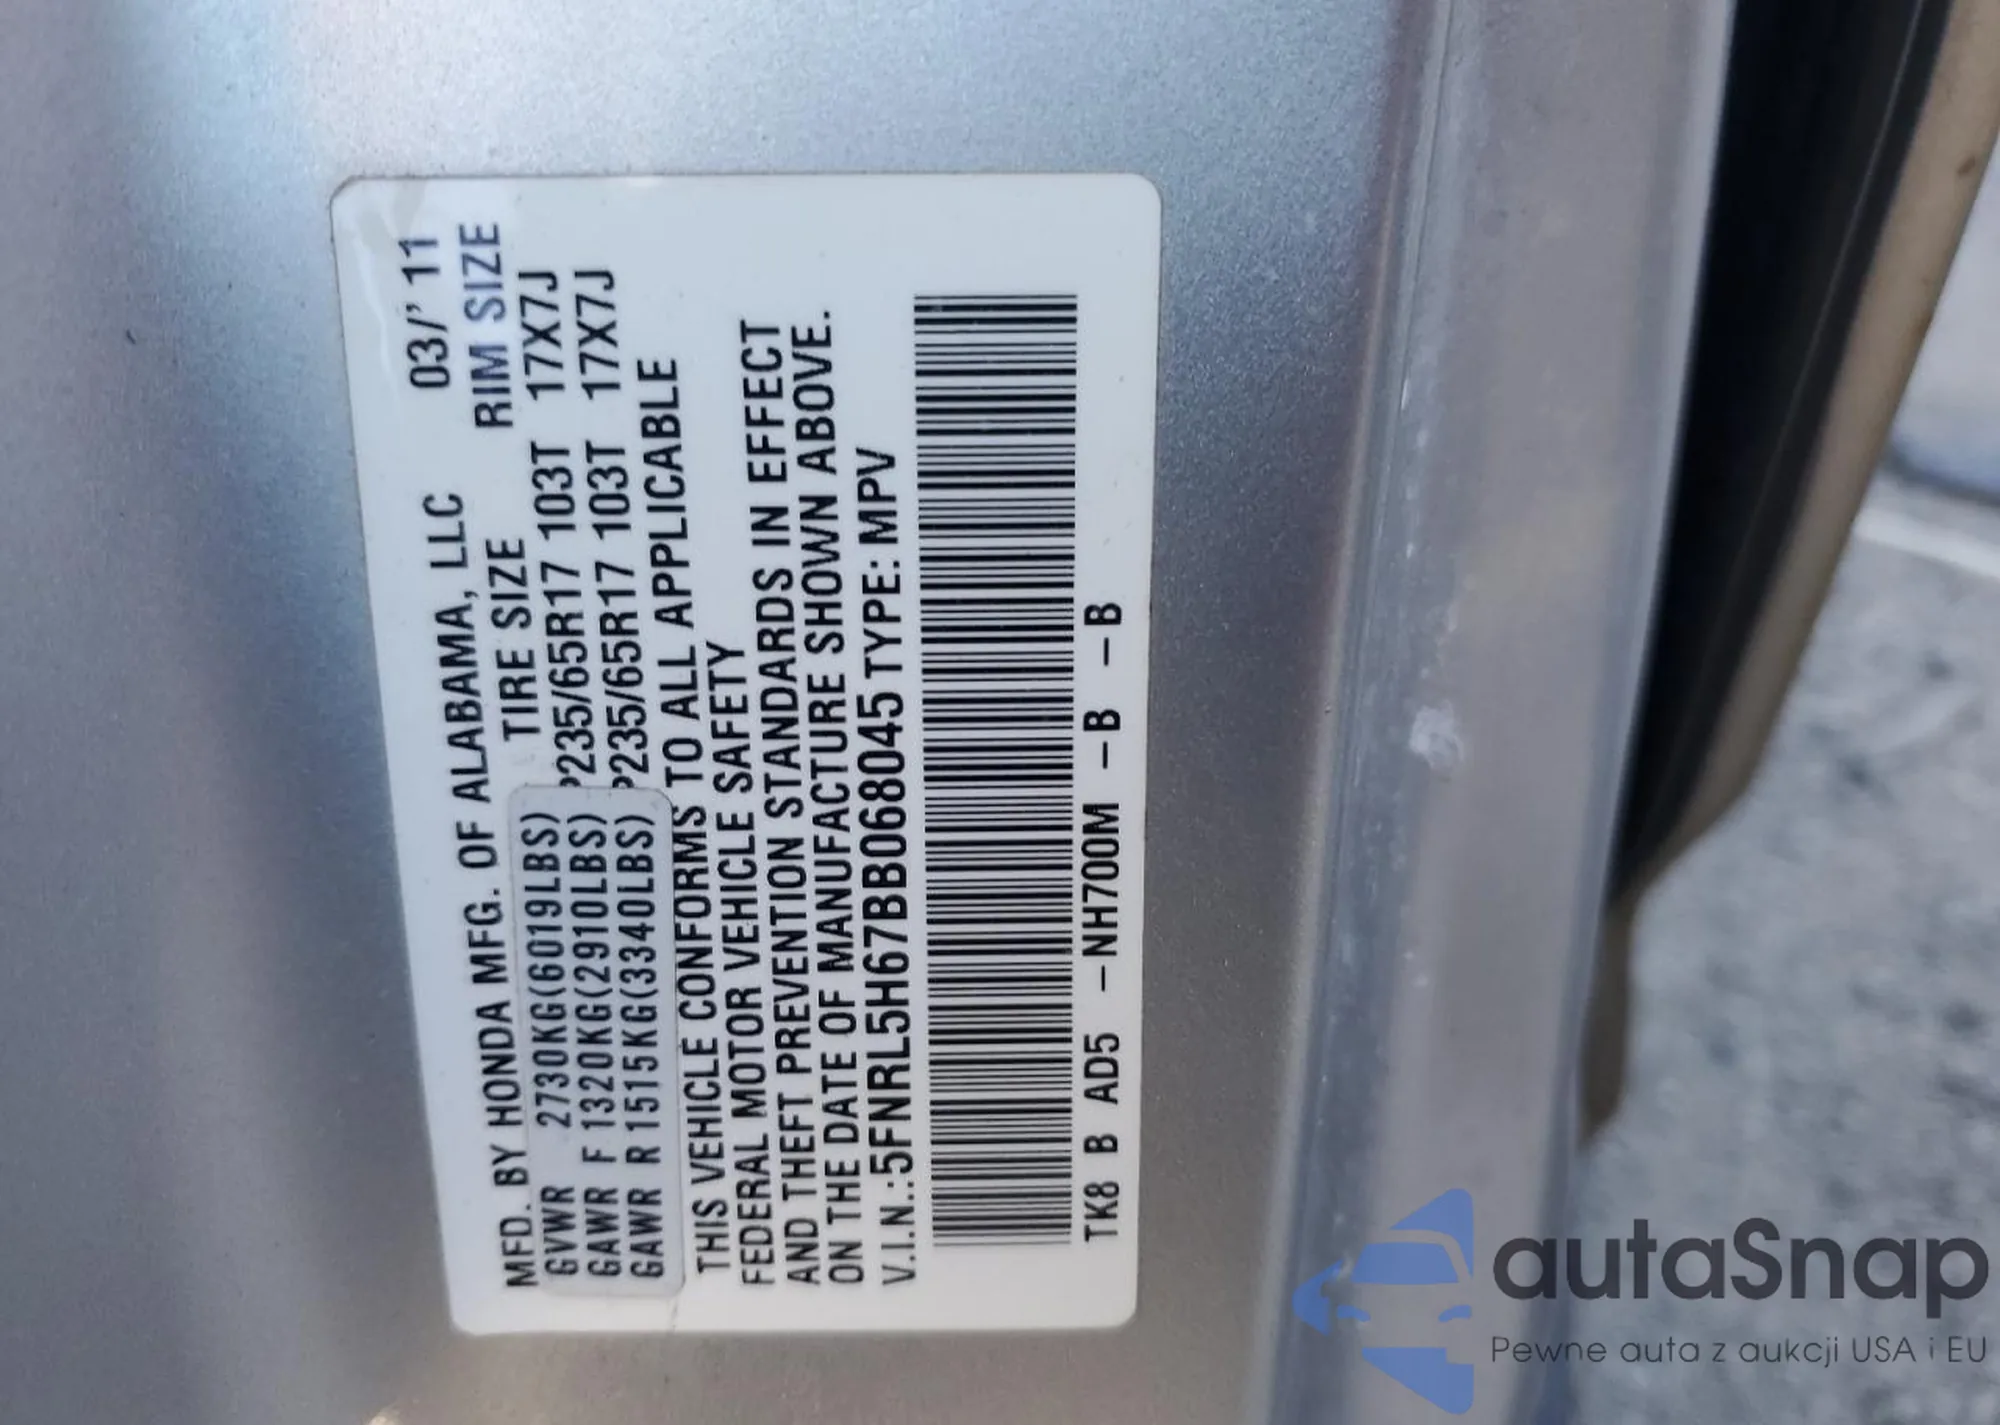 MFD. BY HONDA MFG. OF ALABAMA, LLC 03/'11
TIRE SIZE RIM SIZE
GVWR 2730KG(6019LBS)
GAWR F 1320KG(2910LBS) P235/65R17 103T 17X7J
GAWR R 1515KG(3340LBS) P235/65R17 103T 17X7J
THIS VEHICLE CONFORMS TO ALL APPLICABLE
FEDERAL MOTOR VEHICLE SAFETY
AND THEFT PREVENTION STANDARDS IN EFFECT
ON THE DATE OF MANUFACTURE SHOWN ABOVE.
V.I.N.:5FNRL5H67BB068045 TYPE: MPV
TK8 B AD5 -NH700M -B -B
autaSnap
Pewne auta z aukcji USA i EU